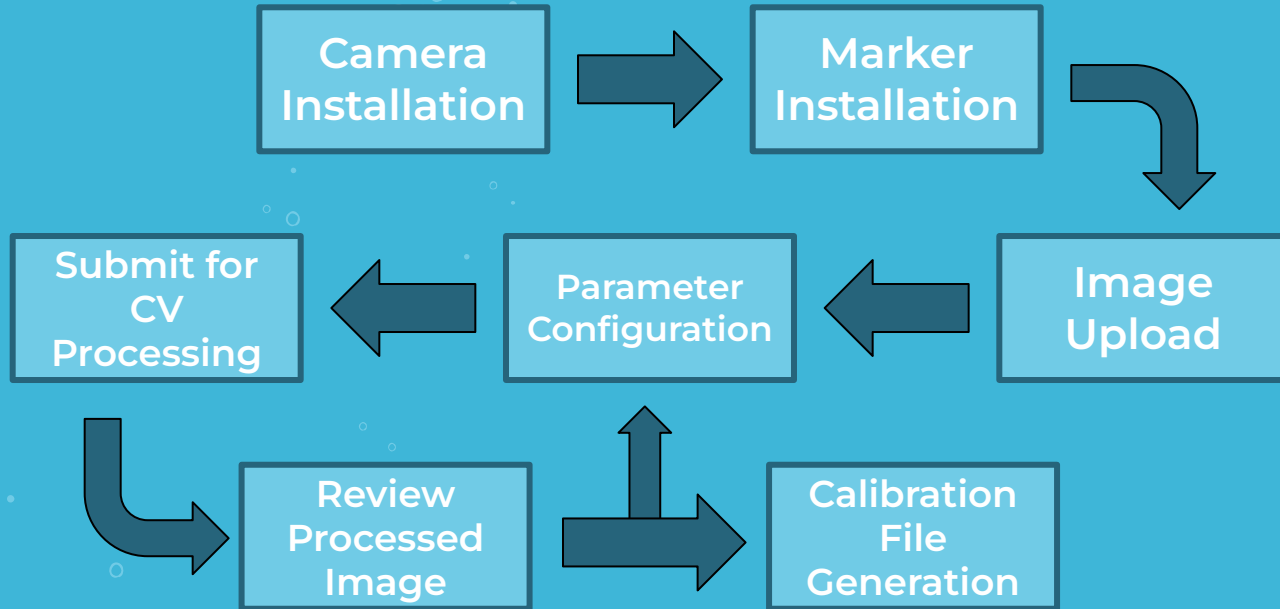 Camera
Installation
Marker
Installation
Image
Upload
Parameter
Configuration
Submit for
CV
Processing
Review
Processed
Image
Calibration
File
Generation